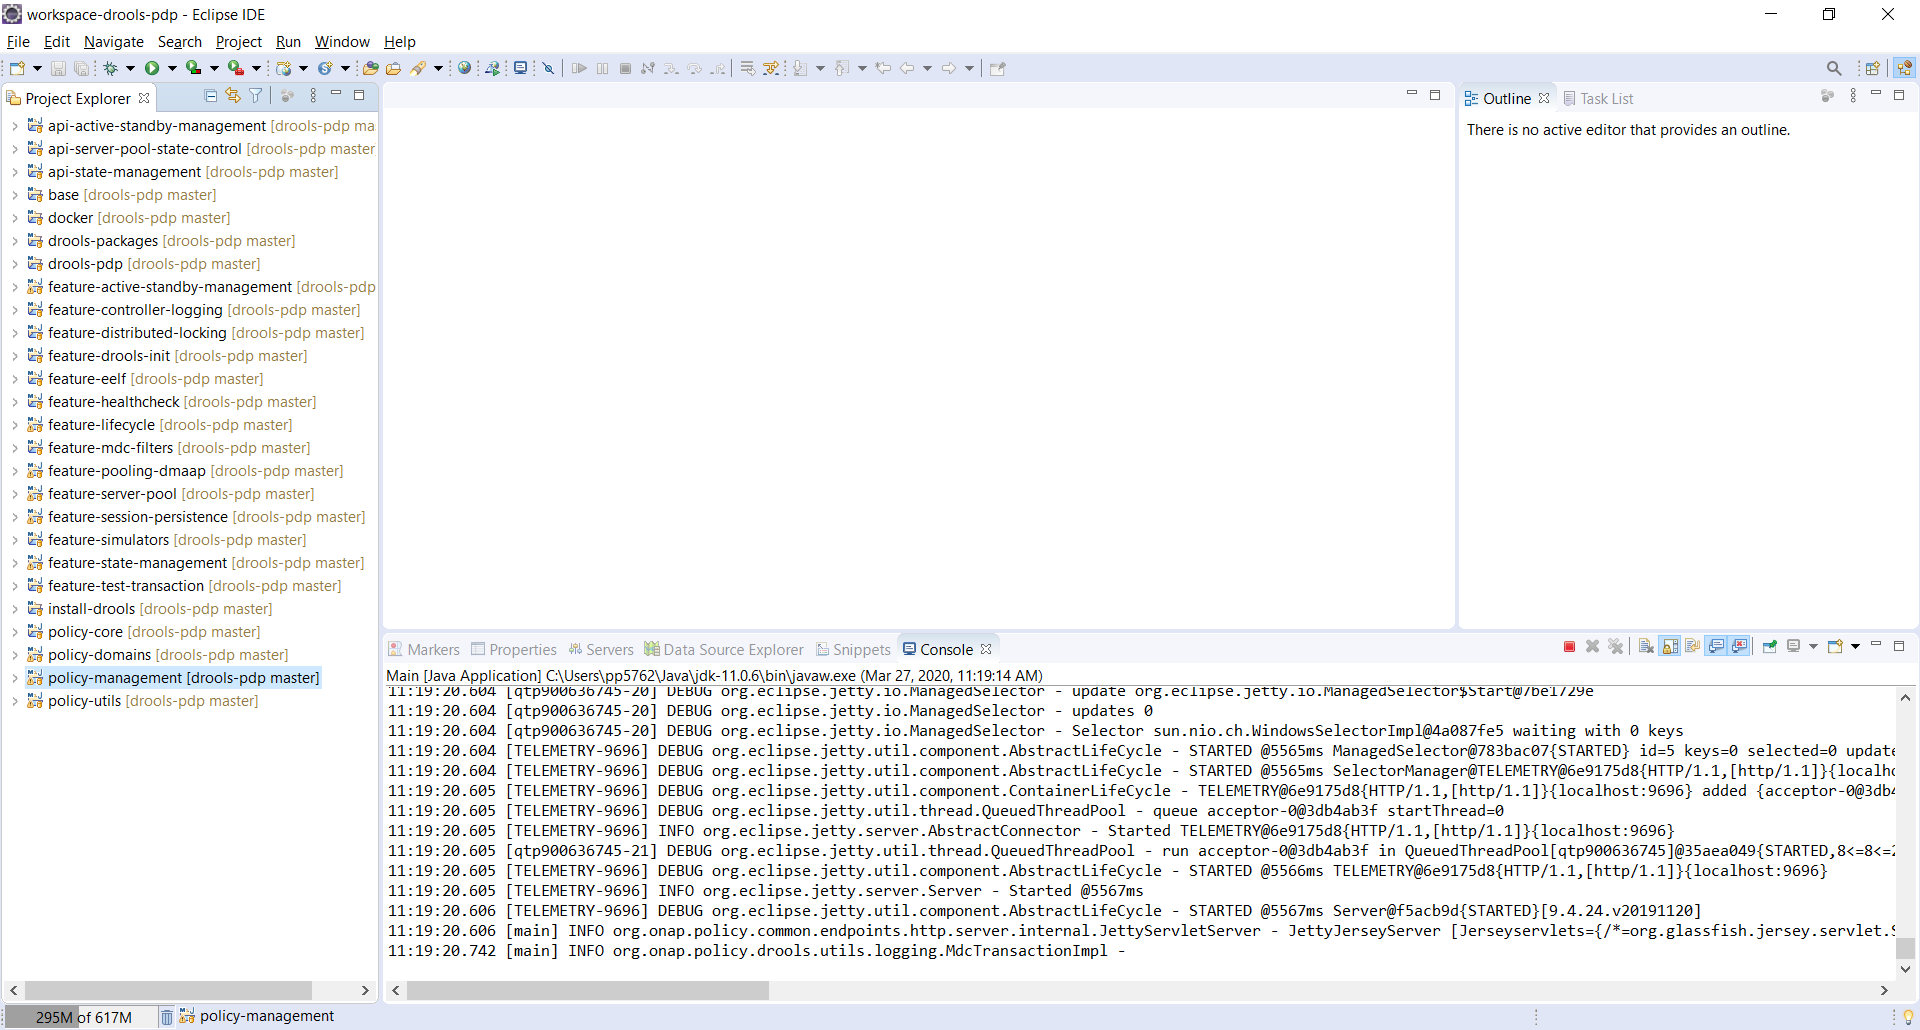 workspace-drools-pdp - Eclipse IDE
File Edit Navigate Search Project Run Window Help
Project Explorer
api-active-standby-management [drools-pdp ma
api-server-pool-state-control [drools-pdp master
api-state-management [drools-pdp master]
base [drools-pdp master]
docker [drools-pdp master]
drools-packages [drools-pdp master]
drools-pdp [drools-pdp master]
feature-active-standby-management [drools-pdp
feature-controller-logging [drools-pdp master]
feature-distributed-locking [drools-pdp master]
feature-drools-init [drools-pdp master]
feature-eelf [drools-pdp master]
feature-healthcheck [drools-pdp master]
feature-lifecycle [drools-pdp master]
feature-mdc-filters [drools-pdp master]
feature-pooling-dmaap [drools-pdp master]
feature-server-pool [drools-pdp master]
feature-session-persistence [drools-pdp master]
feature-simulators [drools-pdp master]
feature-state-management [drools-pdp master]
feature-test-transaction [drools-pdp master]
install-drools [drools-pdp master]
policy-core [drools-pdp master]
policy-domains [drools-pdp master]
policy-management [drools-pdp master]
policy-utils [drools-pdp master]
Outline Task List
There is no active editor that provides an outline.
Markers Properties Servers Data Source Explorer Snippets Console
Main [Java Application] C:\Users\pp5762\Java\jdk-11.0.6\bin\javaw.exe (Mar 27, 2020, 11:19:14 AM)
11:19:20.604 [qtp900636745-20] DEBUG org.eclipse.jetty.io.ManagedSelector - update org.eclipse.jetty.io.ManagedSelector$Start@7be1729e
11:19:20.604 [qtp900636745-20] DEBUG org.eclipse.jetty.io.ManagedSelector - updates 0
11:19:20.604 [qtp900636745-20] DEBUG org.eclipse.jetty.io.ManagedSelector - Selector sun.nio.ch.WindowsSelectorImpl@4a087fe5 waiting with 0 keys
11:19:20.604 [TELEMETRY-9696] DEBUG org.eclipse.jetty.util.component.AbstractLifeCycle - STARTED @5565ms ManagedSelector@783bac07{STARTED} id=5 keys=0 selected=0 update
11:19:20.604 [TELEMETRY-9696] DEBUG org.eclipse.jetty.util.component.AbstractLifeCycle - STARTED @5565ms SelectorManager@TELEMETRY@6e9175d8{HTTP/1.1,[http/1.1]}{localho
11:19:20.605 [TELEMETRY-9696] DEBUG org.eclipse.jetty.util.component.ContainerLifeCycle - TELEMETRY@6e9175d8{HTTP/1.1,[http/1.1]}{localhost:9696} added {acceptor-0@3db4
11:19:20.605 [TELEMETRY-9696] DEBUG org.eclipse.jetty.util.thread.QueuedThreadPool - queue acceptor-0@3db4ab3f startThread=0
11:19:20.605 [TELEMETRY-9696] INFO org.eclipse.jetty.server.AbstractConnector - Started TELEMETRY@6e9175d8{HTTP/1.1,[http/1.1]}{localhost:9696}
11:19:20.605 [qtp900636745-21] DEBUG org.eclipse.jetty.util.thread.QueuedThreadPool - run acceptor-0@3db4ab3f in QueuedThreadPool[qtp900636745]@35aea049{STARTED,8<=8<=2
11:19:20.605 [TELEMETRY-9696] DEBUG org.eclipse.jetty.util.component.AbstractLifeCycle - STARTED @5566ms TELEMETRY@6e9175d8{HTTP/1.1,[http/1.1]}{localhost:9696}
11:19:20.605 [TELEMETRY-9696] INFO org.eclipse.jetty.server.Server - Started @5567ms
11:19:20.606 [TELEMETRY-9696] DEBUG org.eclipse.jetty.util.component.AbstractLifeCycle - STARTED @5567ms Server@f5acb9d{STARTED}[9.4.24.v20191120]
11:19:20.606 [main] INFO org.onap.policy.common.endpoints.http.server.internal.JettyServletServer - JettyJerseyServer [Jerseyservlets={/*=org.glassfish.jersey.servlet.S
11:19:20.742 [main] INFO org.onap.policy.drools.utils.logging.MdcTransactionImpl -
295M of 617M policy-management